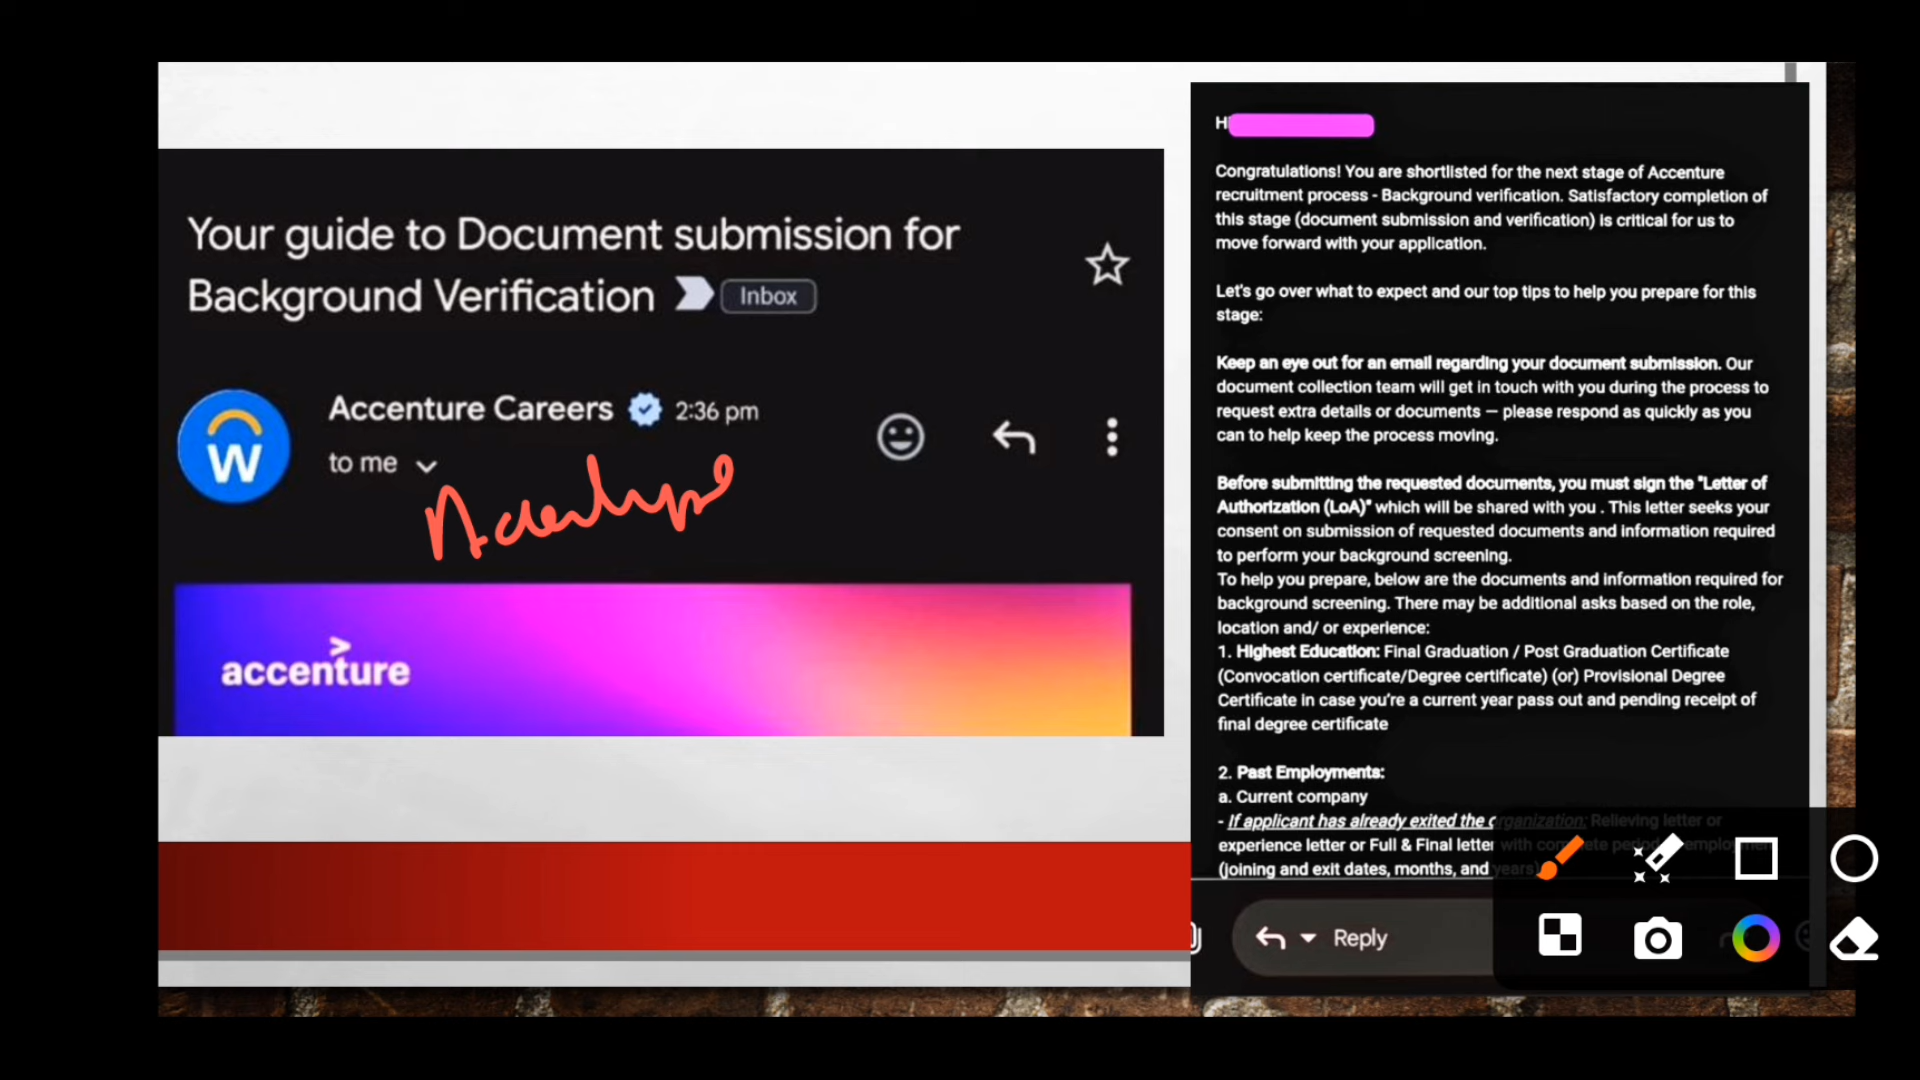 Your guide to Document submission for
Background Verification Inbox
Accenture Careers 2:36 pm
to me
W
accenture
Hi
Congratulations! You are shortlisted for the next stage of Accenture
recruitment process - Background verification. Satisfactory completion of
this stage (document submission and verification) is critical for us to
move forward with your application.
Let's go over what to expect and our top tips to help you prepare for this
stage:
Keep an eye out for an email regarding your document submission. Our
document collection team will get in touch with you during the process to
request extra details or documents — please respond as quickly as you
can to help keep the process moving.
Before submitting the requested documents, you must sign the "Letter of
Authorization (LoA)" which will be shared with you . This letter seeks your
consent on submission of requested documents and information required
to perform your background screening.
To help you prepare, below are the documents and information required for
background screening. There may be additional asks based on the role,
location and/ or experience:
1. Highest Education: Final Graduation / Post Graduation Certificate
(Convocation certificate/Degree certificate) (or) Provisional Degree
Certificate in case you're a current year pass out and pending receipt of
final degree certificate
2. Past Employments:
a. Current company
- If applicant has already exited the organization: Relieving letter or
experience letter or Full & Final letter with complete period
(joining and exit dates, months, and years)
Reply